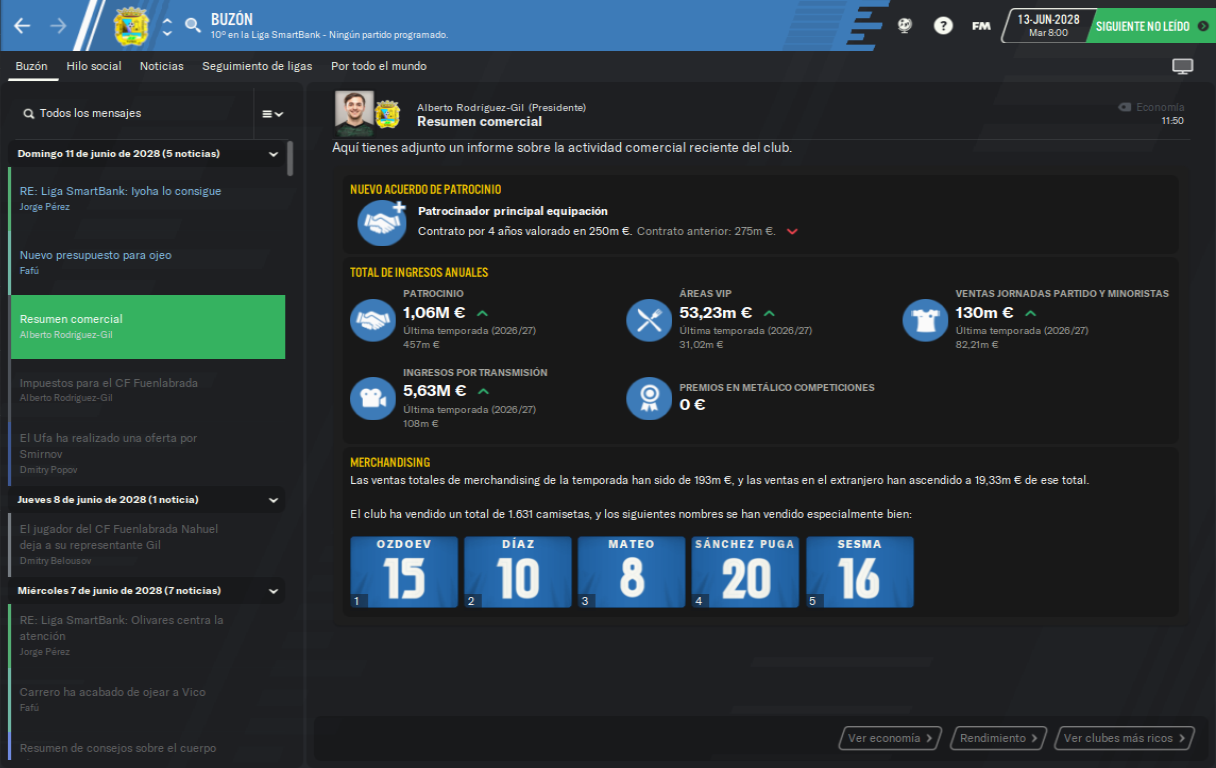 BUZÓN
10º en la Liga SmartBank - Ningún partido programado.
FM
13-JUN-2028
Mar 8:00
SIGUIENTE NO LEÍDO
Buzón
Hilo social
Noticias
Seguimiento de ligas
Por todo el mundo
Todos los mensajes
Domingo 11 de junio de 2028 (5 noticias)
RE: Liga SmartBank: Iyoha lo consigue
Jorge Pérez
Nuevo presupuesto para ojeo
Fafú
Resumen comercial
Alberto Rodríguez-Gil
Impuestos para el CF Fuenlabrada
Alberto Rodríguez-Gil
El Ufa ha realizado una oferta por
Smirnov
Dmitry Popov
Jueves 8 de junio de 2028 (1 noticia)
El jugador del CF Fuenlabrada Nahuel
deja a su representante Gil
Dmitry Belousov
Miércoles 7 de junio de 2028 (7 noticias)
RE: Liga SmartBank: Olivares centra la
atención
Jorge Pérez
Carrero ha acabado de ojear a Vico
Fafú
Resumen de consejos sobre el cuerpo
Alberto Rodríguez-Gil (Presidente)
Resumen comercial
Economía
11:50
Aquí tienes adjunto un informe sobre la actividad comercial reciente del club.
NUEVO ACUERDO DE PATROCINIO
Patrocinador principal equipación
Contrato por 4 años valorado en 250m €. Contrato anterior: 275m €.
TOTAL DE INGRESOS ANUALES
PATROCINIO
1,06M €
Última temporada (2026/27)
457m €
ÁREAS VIP
53,23m €
Última temporada (2026/27)
31,02m €
VENTAS JORNADAS PARTIDO Y MINORISTAS
130m €
Última temporada (2026/27)
82,21m €
INGRESOS POR TRANSMISIÓN
5,63M €
Última temporada (2026/27)
108m €
PREMIOS EN METÁLICO COMPETICIONES
0 €
MERCHANDISING
Las ventas totales de merchandising de la temporada han sido de 193m €, y las ventas en el extranjero han ascendido a 19,33m € de ese total.
El club ha vendido un total de 1.631 camisetas, y los siguientes nombres se han vendido especialmente bien:
OZDOEV
15
1
DÍAZ
10
2
MATEO
8
3
SÁNCHEZ PUGA
20
4
SESMA
16
5
Ver economía
Rendimiento
Ver clubes más ricos